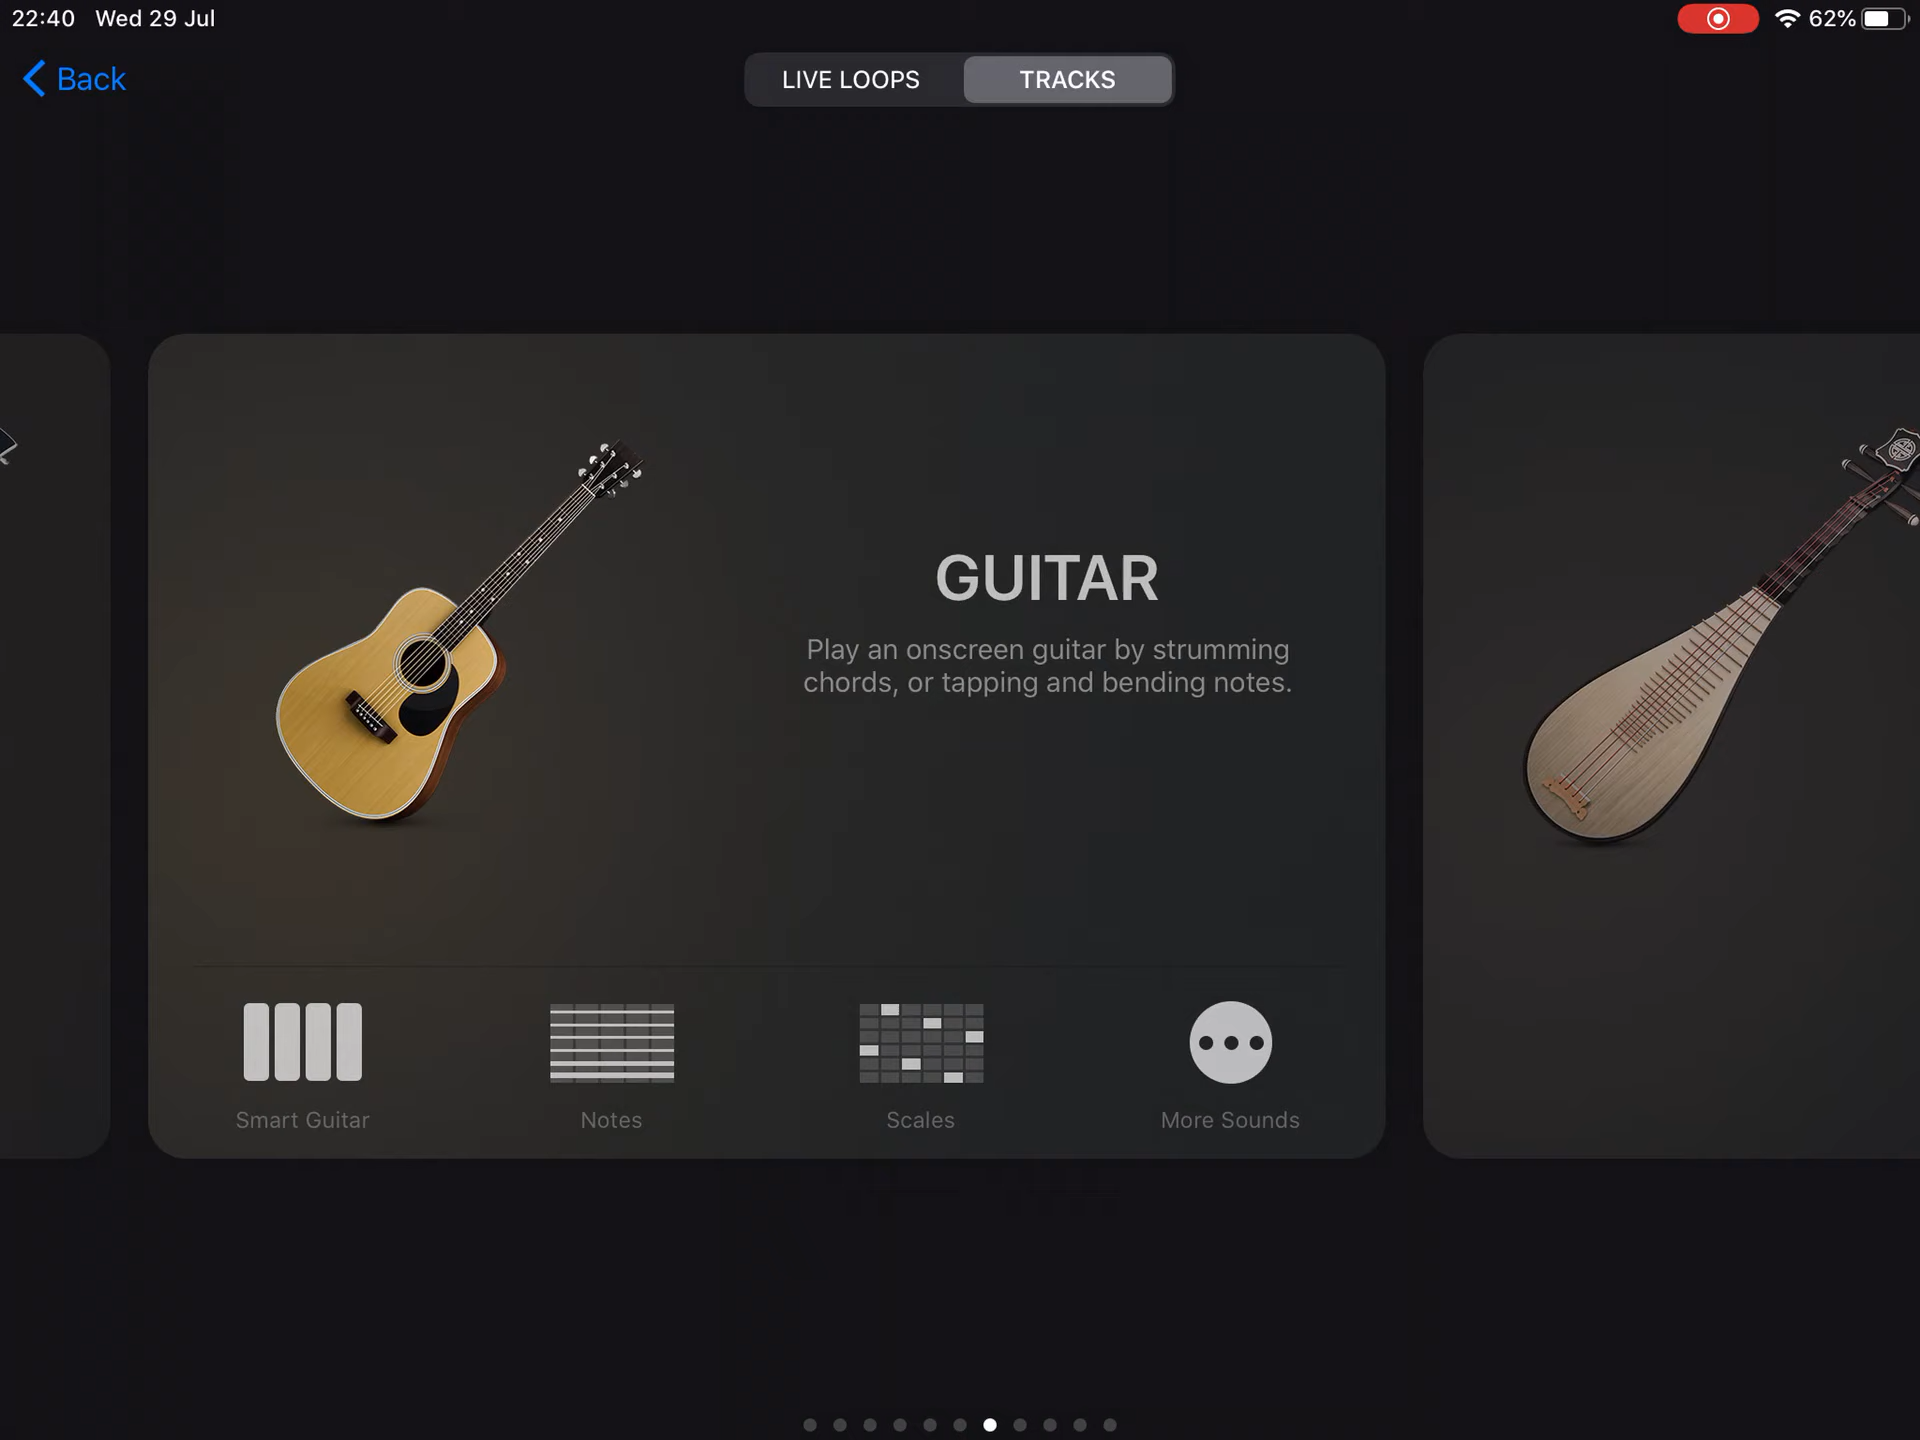 22:40 Wed 29 Jul
62%
Back
LIVE LOOPS
TRACKS
GUITAR
Play an onscreen guitar by strumming
chords, or tapping and bending notes.
Smart Guitar
Notes
Scales
More Sounds